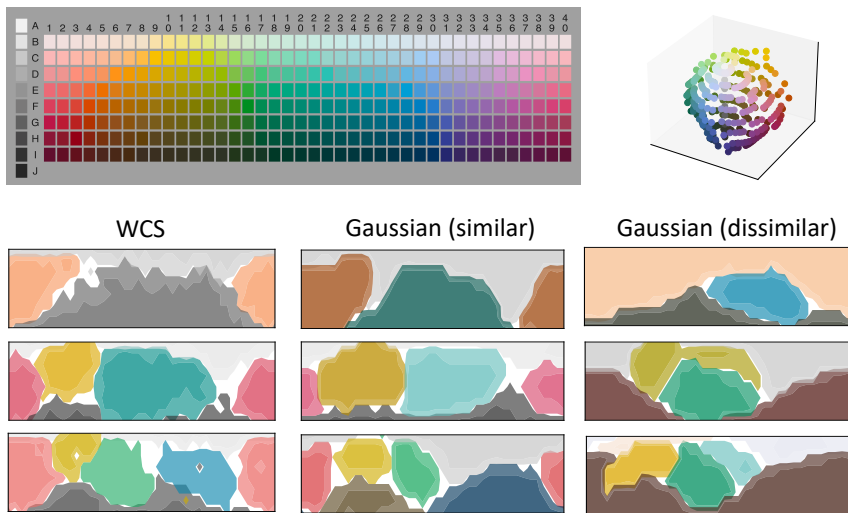 1 2 3 4 5 6 7 8 9 10 11 12 13 14 15 16 17 18 19 20 21 22 23 24 25 26 27 28 29 30 31 32 33 34 35 36 37 38 39 40
A
B
C
D
E
F
G
H
I
J
WCS Gaussian (similar) Gaussian (dissimilar)